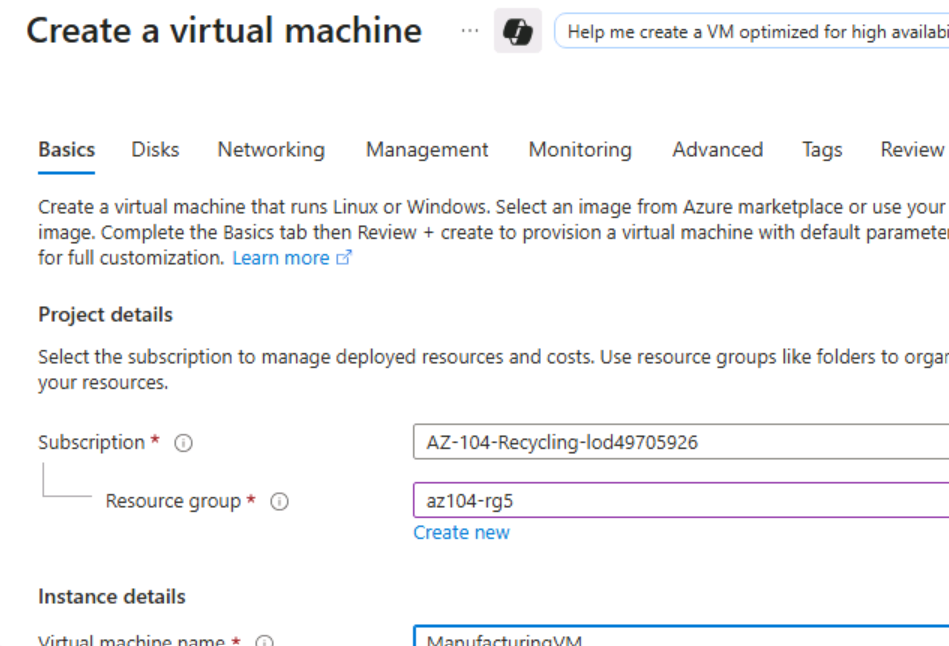 Create a virtual machine ... Help me create a VM optimized for high availabi
Basics Disks Networking Management Monitoring Advanced Tags Review
Create a virtual machine that runs Linux or Windows. Select an image from Azure marketplace or use your
image. Complete the Basics tab then Review + create to provision a virtual machine with default parameter
for full customization. Learn more
Project details
Select the subscription to manage deployed resources and costs. Use resource groups like folders to organ
your resources.
Subscription * AZ-104-Recycling-lod49705926
Resource group * az104-rg5
Create new
Instance details
Virtual machine name * ManufacturingVM